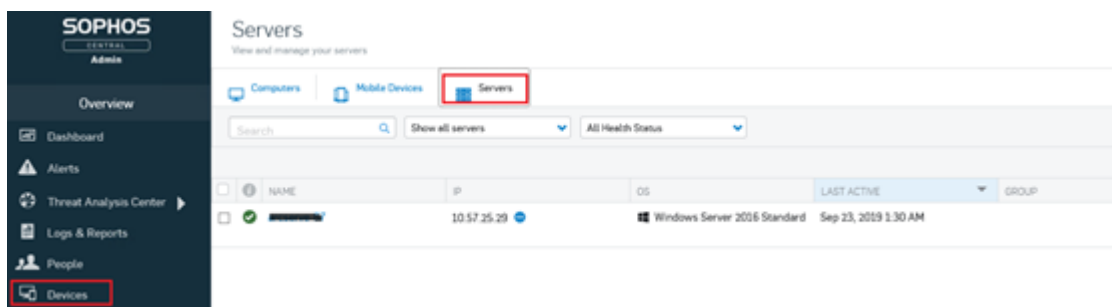 SOPHOS
CENTRAL
Admin
Overview
Dashboard
Alerts
Threat Analysis Center
Logs & Reports
People
Devices
Servers
View and manage your servers
Computers Mobile Devices Servers
Search Show all servers All Health Status
NAME IP OS LAST ACTIVE GROUP
10.57.25.29 Windows Server 2016 Standard Sep 23, 2019 1:30 AM